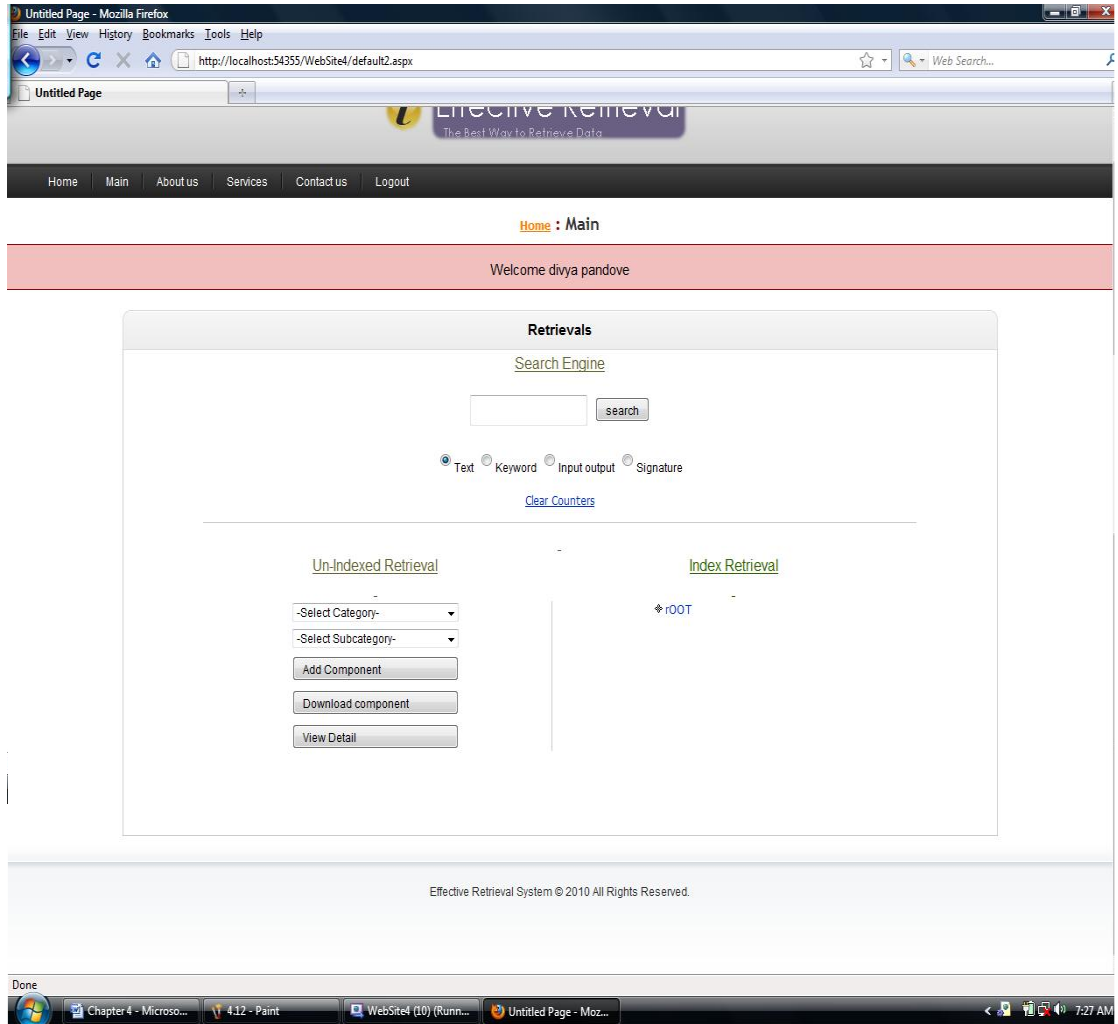 Untitled Page - Mozilla Firefox
File Edit View History Bookmarks Tools Help
http://localhost:54355/WebSite4/default2.aspx
Web Search...
Untitled Page
Effective Retrieval
The Best Way to Retrieve Data
Home Main About us Services Contact us Logout
Home : Main
Welcome divya pandove
Retrievals
Search Engine
search
Text Keyword Input output Signature
Clear Counters
Un-Indexed Retrieval Index Retrieval
-Select Category- rOOT
-Select Subcategory-
Add Component
Download component
View Detail
Effective Retrieval System © 2010 All Rights Reserved.
Done
Chapter 4 - Microso... 4.12 - Paint WebSite4 (10) (Runn... Untitled Page - Moz... 7:27 AM